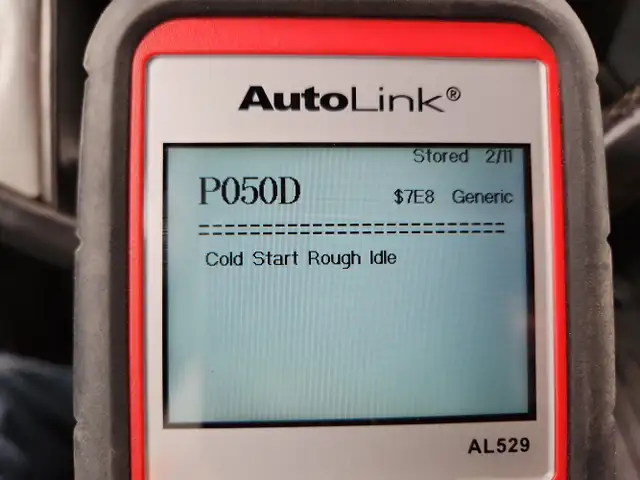 AutoLink®
Stored 2/11
P050D $7E8 Generic
====================================
Cold Start Rough Idle
AL529